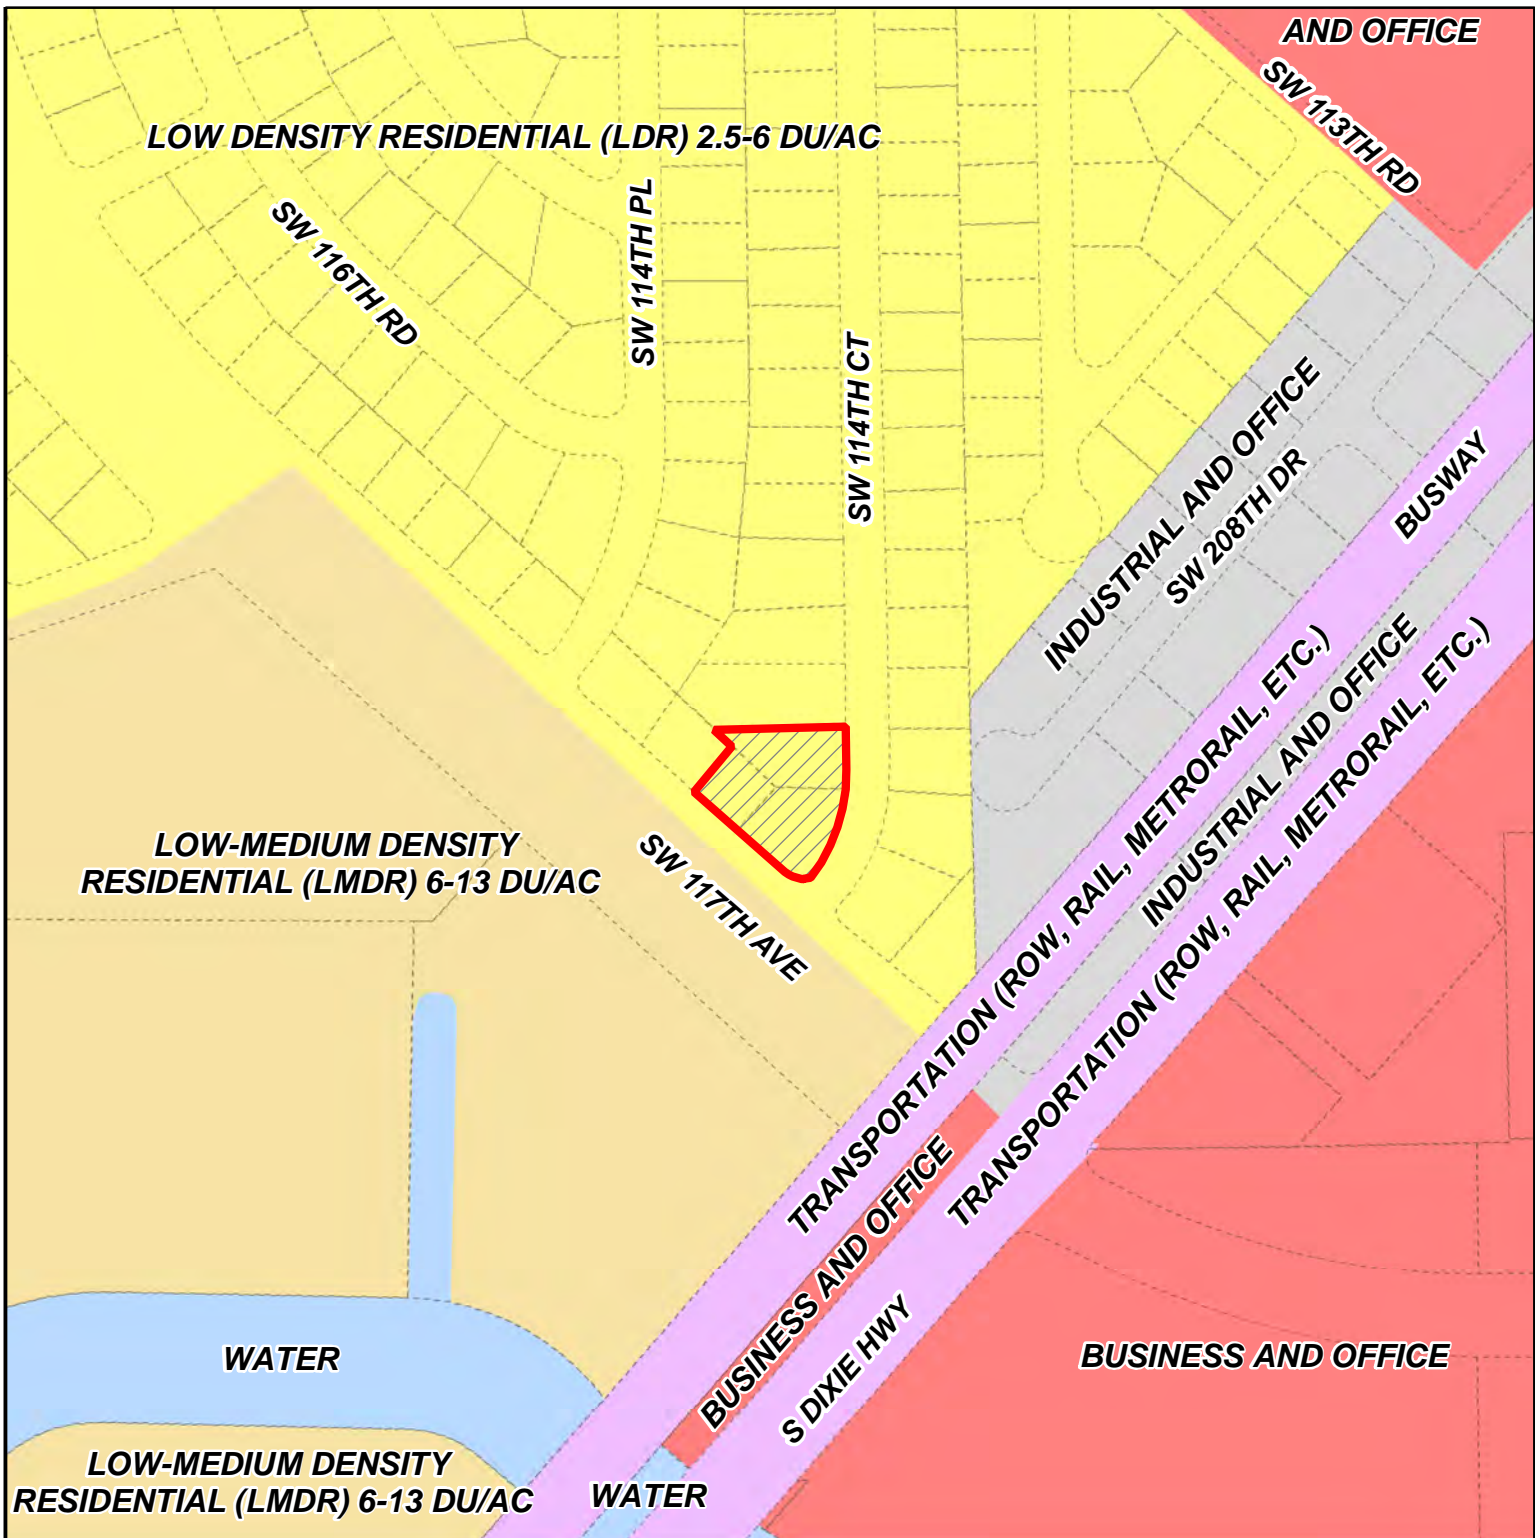 AND OFFICE
SW 113TH RD
LOW DENSITY RESIDENTIAL (LDR) 2.5-6 DU/AC
SW 116TH RD
SW 114TH PL
SW 114TH CT
INDUSTRIAL AND OFFICE
SW 208TH DR
BUSWAY
TRANSPORTATION (ROW, RAIL, METRORAIL, ETC.)
INDUSTRIAL AND OFFICE
TRANSPORTATION (ROW, RAIL, METRORAIL, ETC.)
LOW-MEDIUM DENSITY
RESIDENTIAL (LMDR) 6-13 DU/AC
SW 117TH AVE
BUSINESS AND OFFICE
S DIXIE HWY
BUSINESS AND OFFICE
WATER
LOW-MEDIUM DENSITY
RESIDENTIAL (LMDR) 6-13 DU/AC
WATER